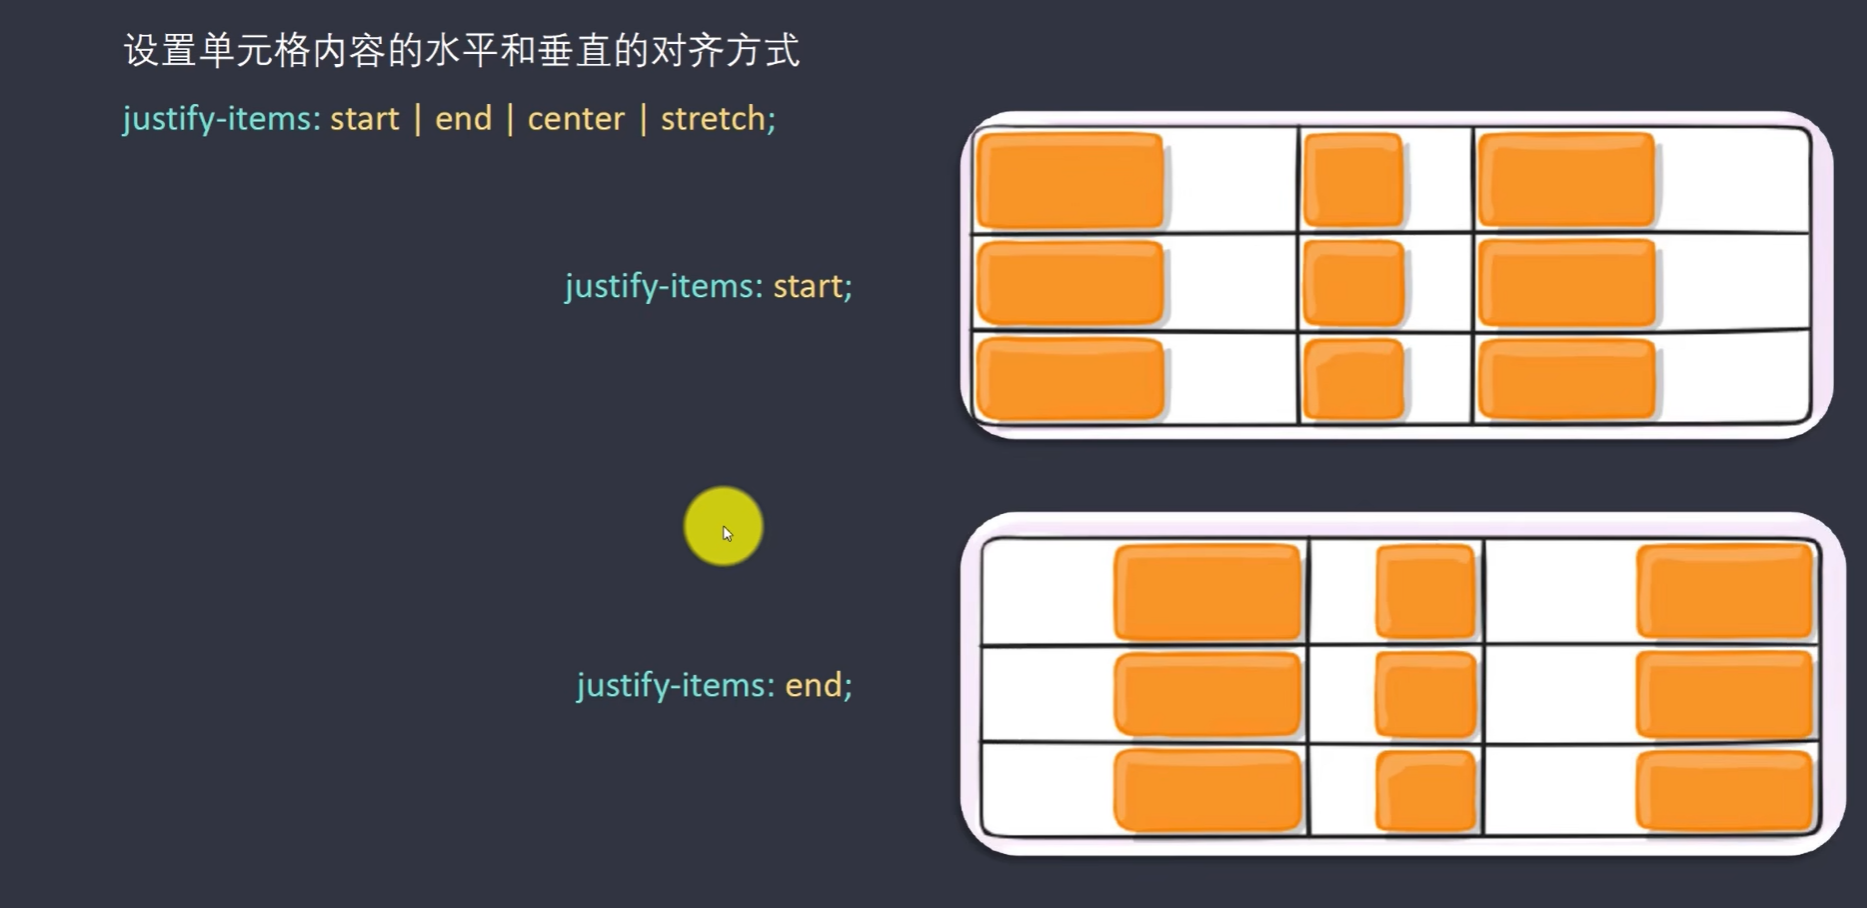 设置单元格内容的水平和垂直的对齐方式
justify-items: start | end | center | stretch;
justify-items: start;
justify-items: end;